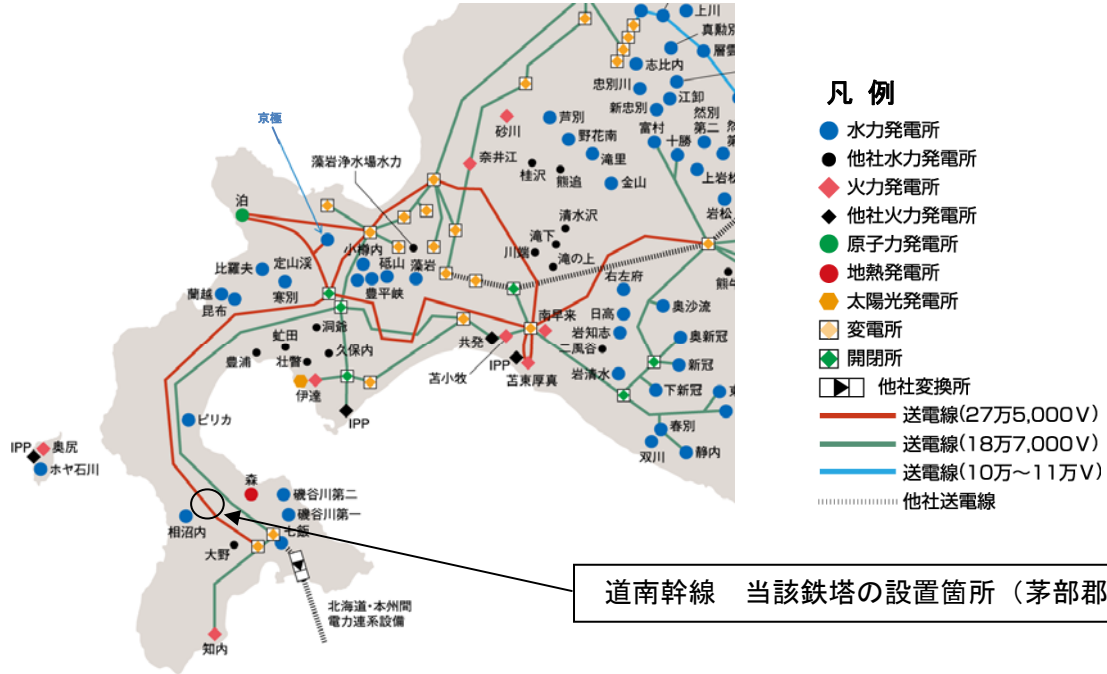 上川
真勲別
層雲
志比内
忠別川
江卸
新忠別
然別
第二
富村
十勝
上岩松
岩松
芦別
野花南
滝里
金山
砂川
奈井江
桂沢
熊追
京極
藻岩浄水場水力
泊
小樽内
砥山
藻岩
豊平峡
定山渓
比羅夫
寒別
蘭越
昆布
清水沢
滝下
川端
滝の上
右左府
熊牛
奥沙流
日高
南早来
岩知志
二風谷
奥新冠
新冠
岩清水
下新冠
春別
双川
静内
洞爺
虻田
久保内
豊浦
壮瞥
伊達
共発
IPP
苫小牧
苫東厚真
IPP
ピリカ
IPP
奥尻
ホヤ石川
森
磯谷川第二
磯谷川第一
七飯
相沼内
大野
北海道・本州間
電力連系設備
知内
凡 例
水力発電所
他社水力発電所
火力発電所
他社火力発電所
原子力発電所
地熱発電所
太陽光発電所
変電所
開閉所
他社変換所
送電線(27万5,000V)
送電線(18万7,000V)
送電線(10万~11万V)
他社送電線
道南幹線 当該鉄塔の設置箇所(茅部郡